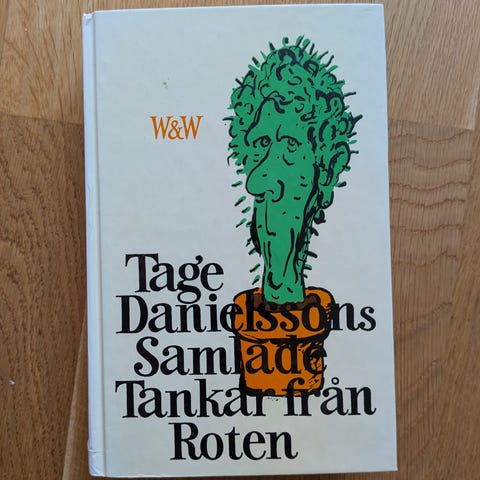 W&W
Tage
Danielssons
Samlade
Tankar från
Roten